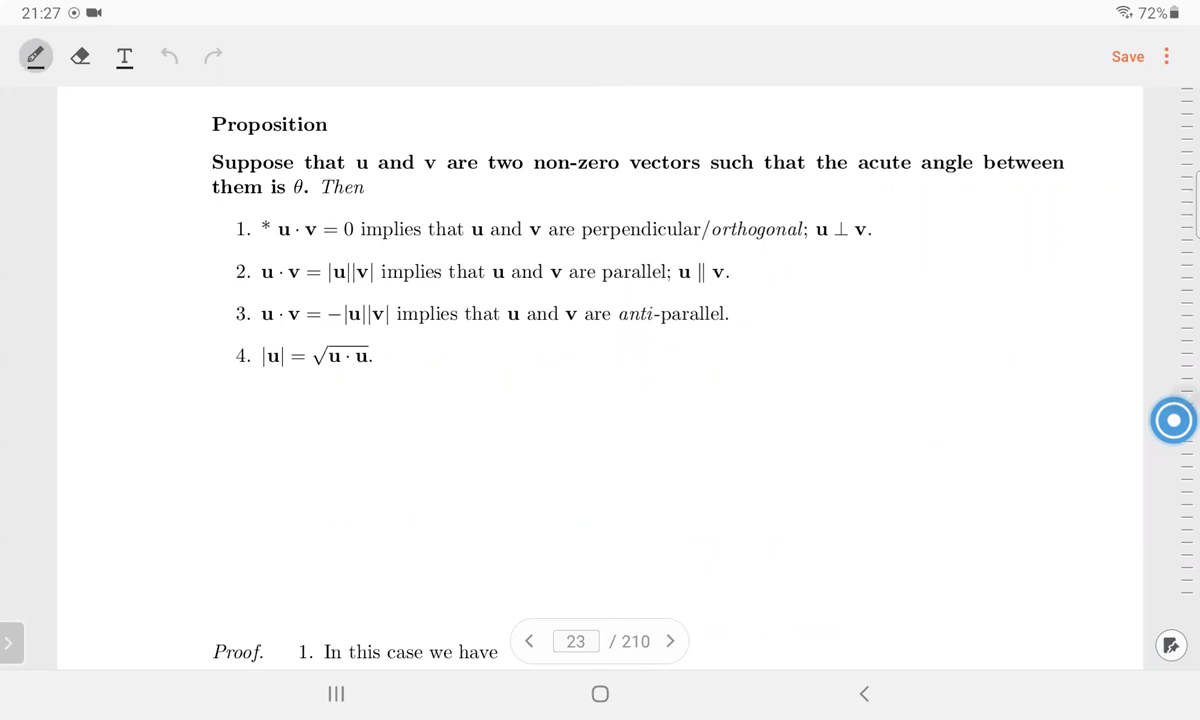 21:27
72%
T
Save
Proposition
Suppose that u and v are two non-zero vectors such that the acute angle between
them is θ. Then
1. * u · v = 0 implies that u and v are perpendicular/orthogonal; u ⊥ v.
2. u · v = |u||v| implies that u and v are parallel; u ∥ v.
3. u · v = −|u||v| implies that u and v are anti-parallel.
4. |u| = √u · u.
Proof. 1. In this case we have
23 / 210